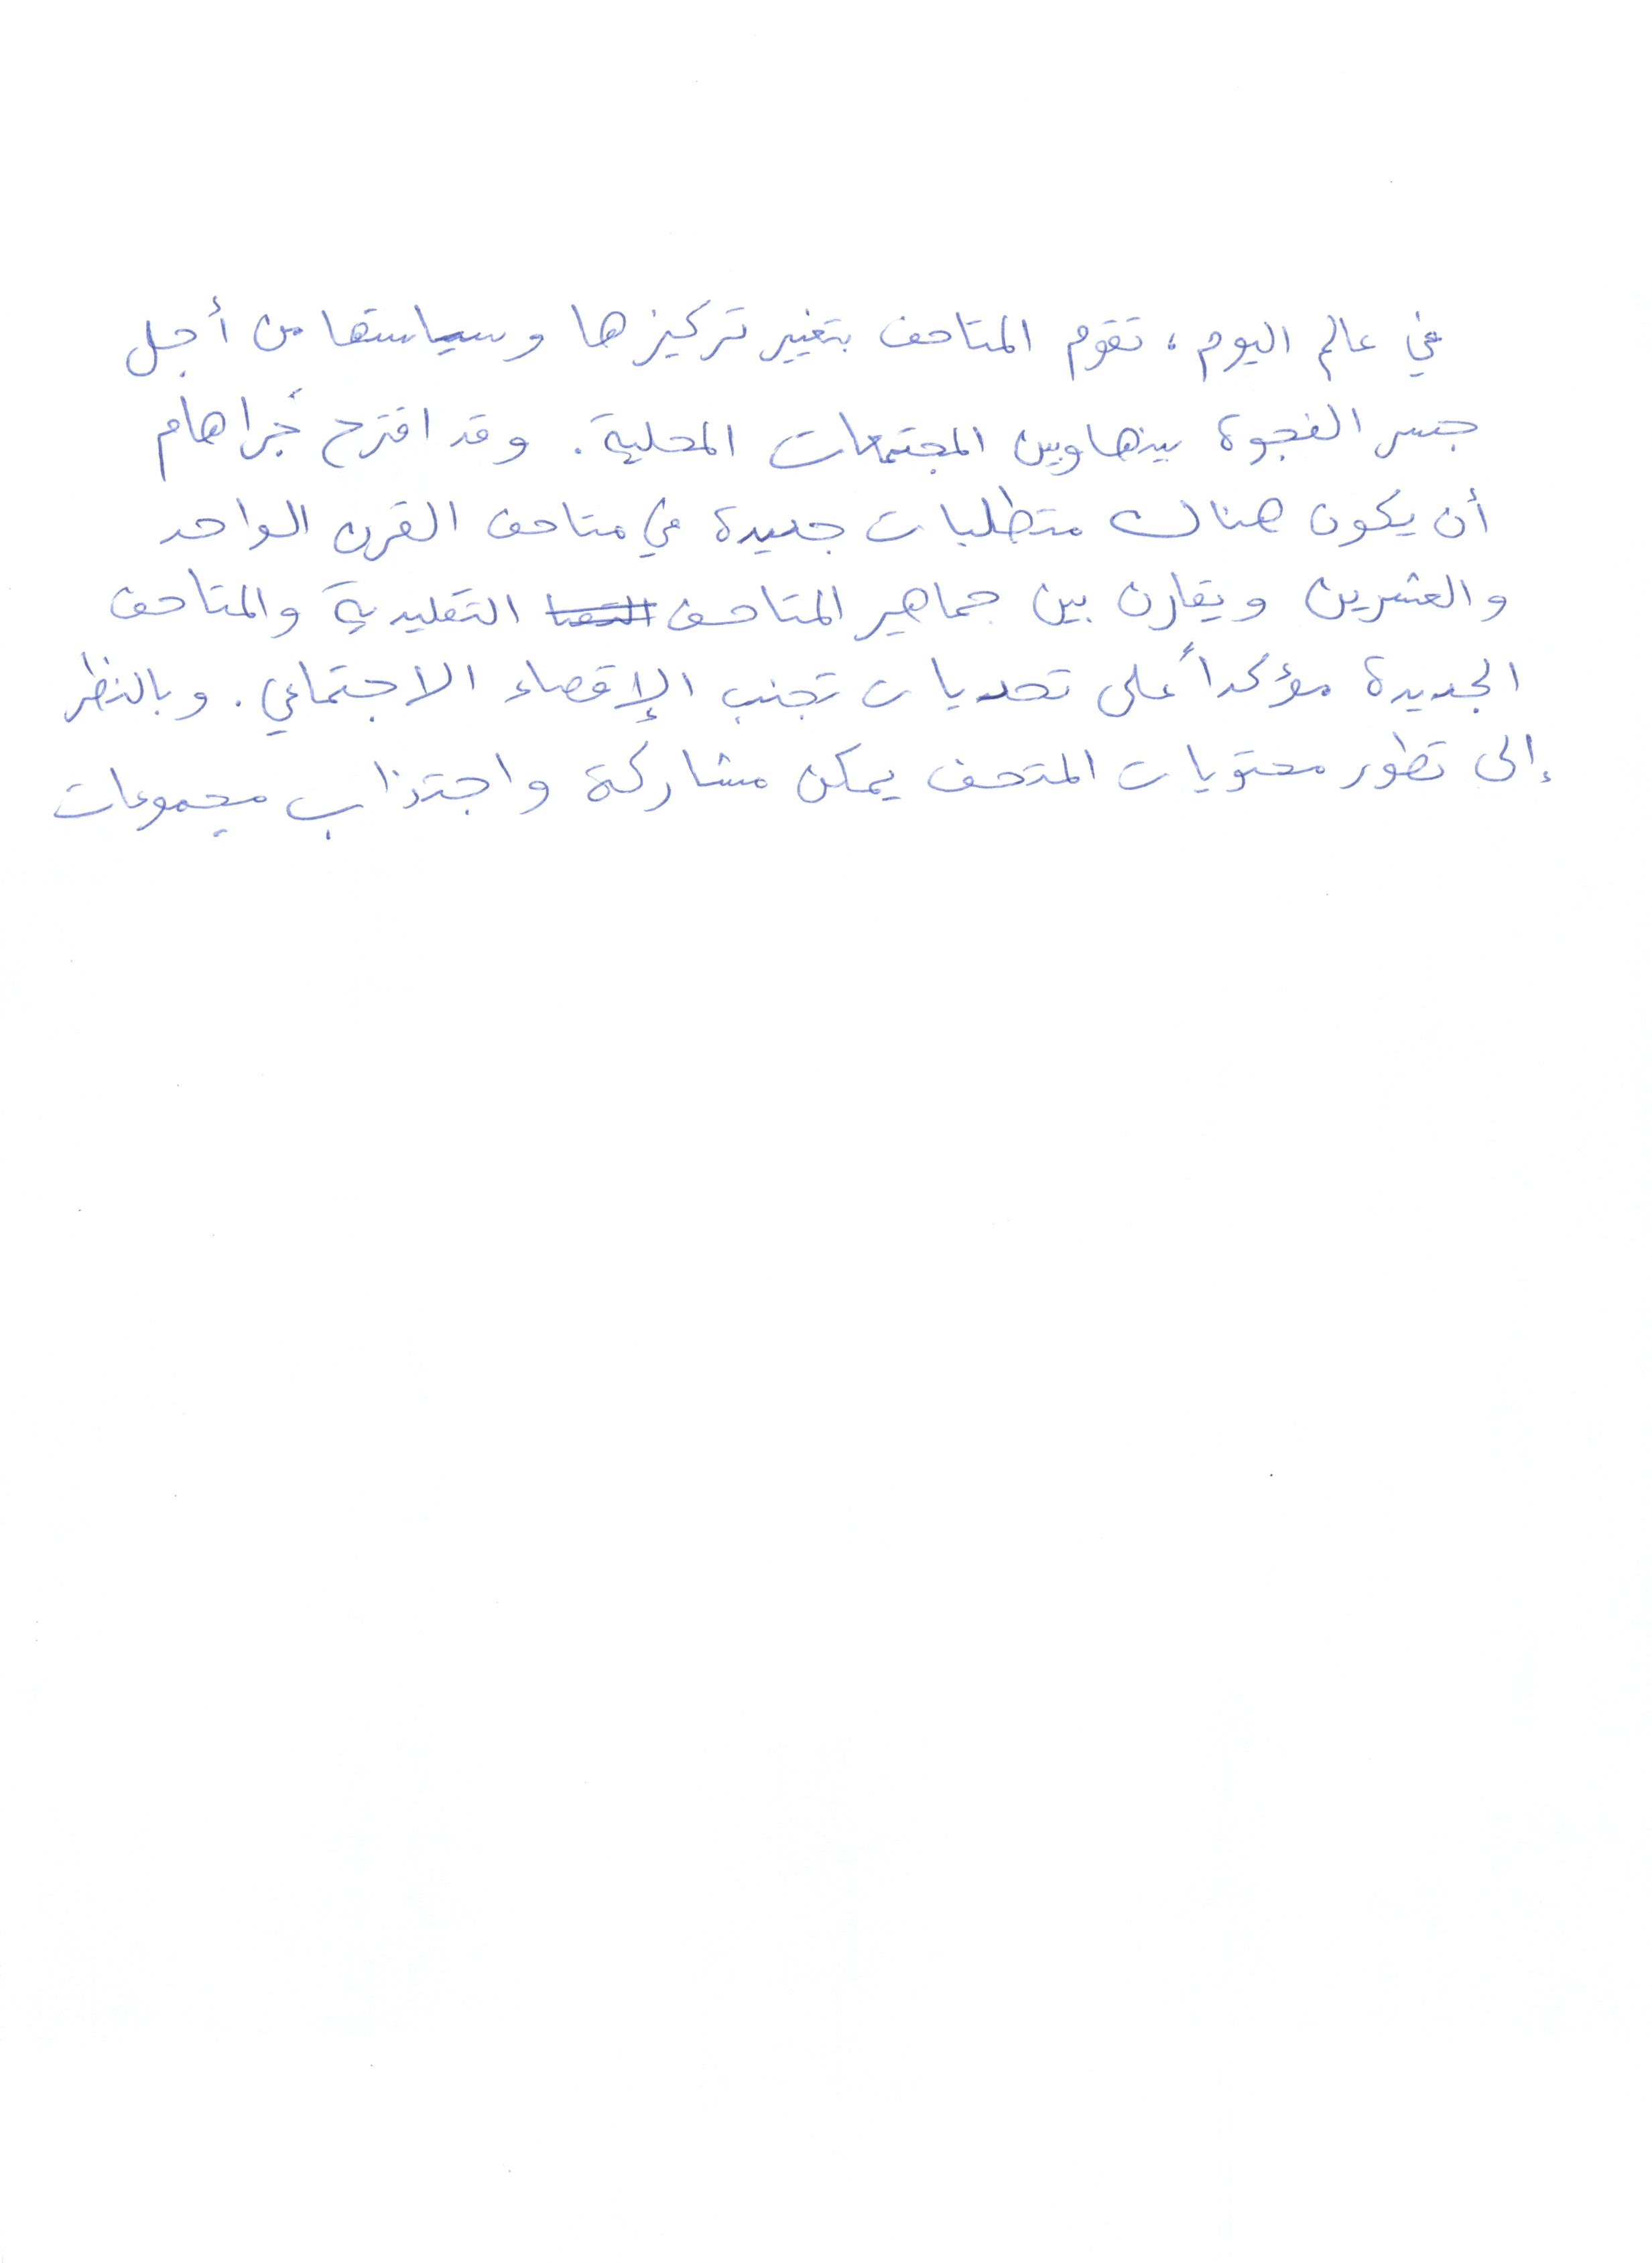 في عالم اليوم، تقوم المتاحف بتغيير تركيزها وسياستها من أجل
جسر الفجوة بينها وبين المجتمعات المحلية. وقد اقترح جراهام
أن يكون هناك متطلبات جديدة في متاحف القرن الواحد
والعشرين ويقارن بين جماهير المتاحف التقليدية والمتاحف
الجديدة مؤكداً على تحديات تجنب الإقصاء الاجتماعي. وبالنظر
إلى تطور محتويات المتحف يمكن مشاركة واجتذاب مجموعات